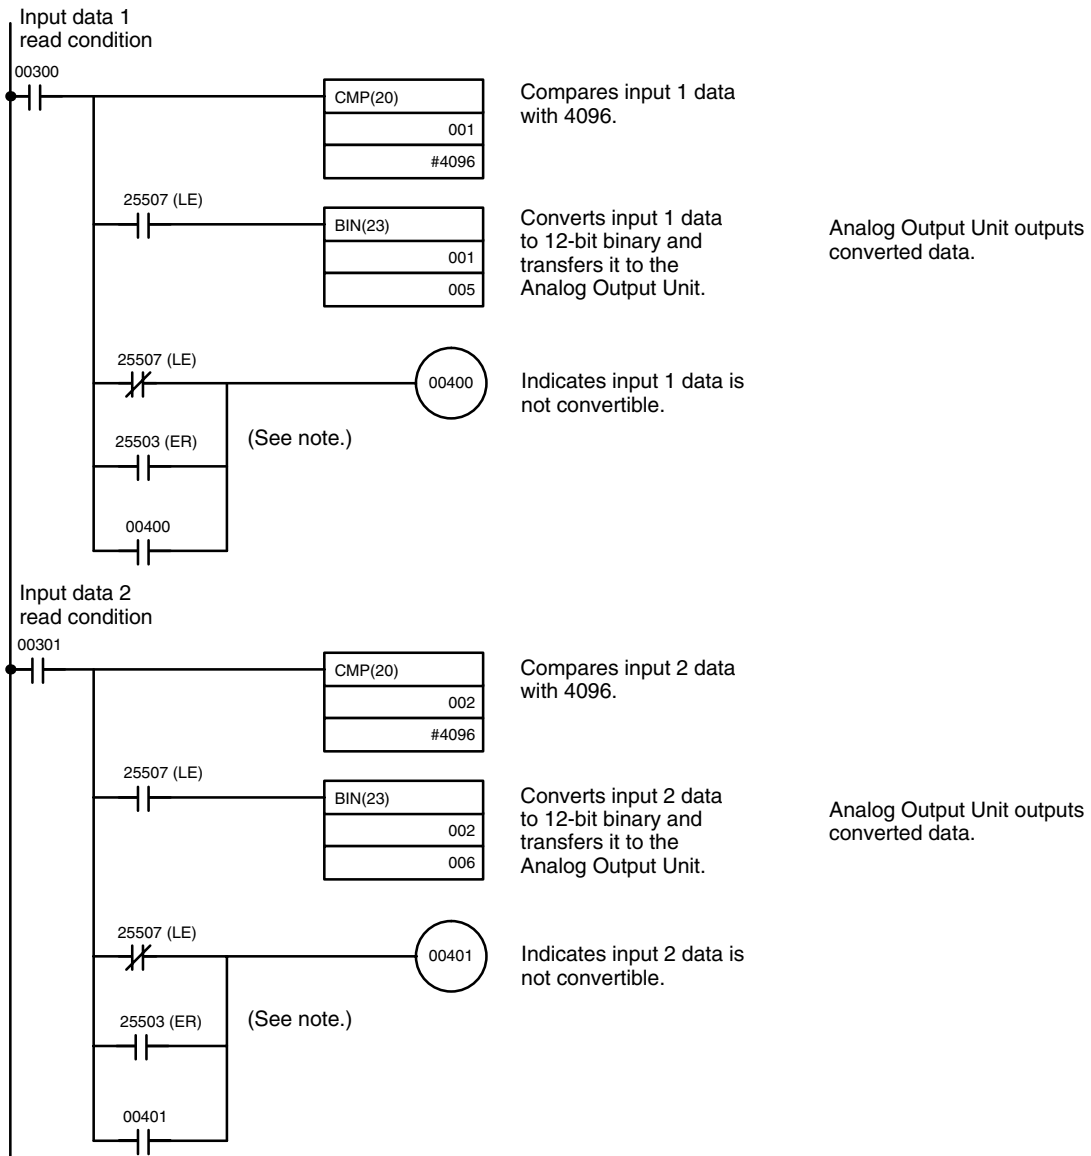 Input data 1
read condition
00300
CMP(20)
001
#4096
Compares input 1 data
with 4096.
25507 (LE)
BIN(23)
001
005
Converts input 1 data
to 12-bit binary and
transfers it to the
Analog Output Unit.
Analog Output Unit outputs
converted data.
25507 (LE)
00400
Indicates input 1 data is
not convertible.
25503 (ER)
(See note.)
00400
Input data 2
read condition
00301
CMP(20)
002
#4096
Compares input 2 data
with 4096.
25507 (LE)
BIN(23)
002
006
Converts input 2 data
to 12-bit binary and
transfers it to the
Analog Output Unit.
Analog Output Unit outputs
converted data.
25507 (LE)
00401
Indicates input 2 data is
not convertible.
25503 (ER)
(See note.)
00401